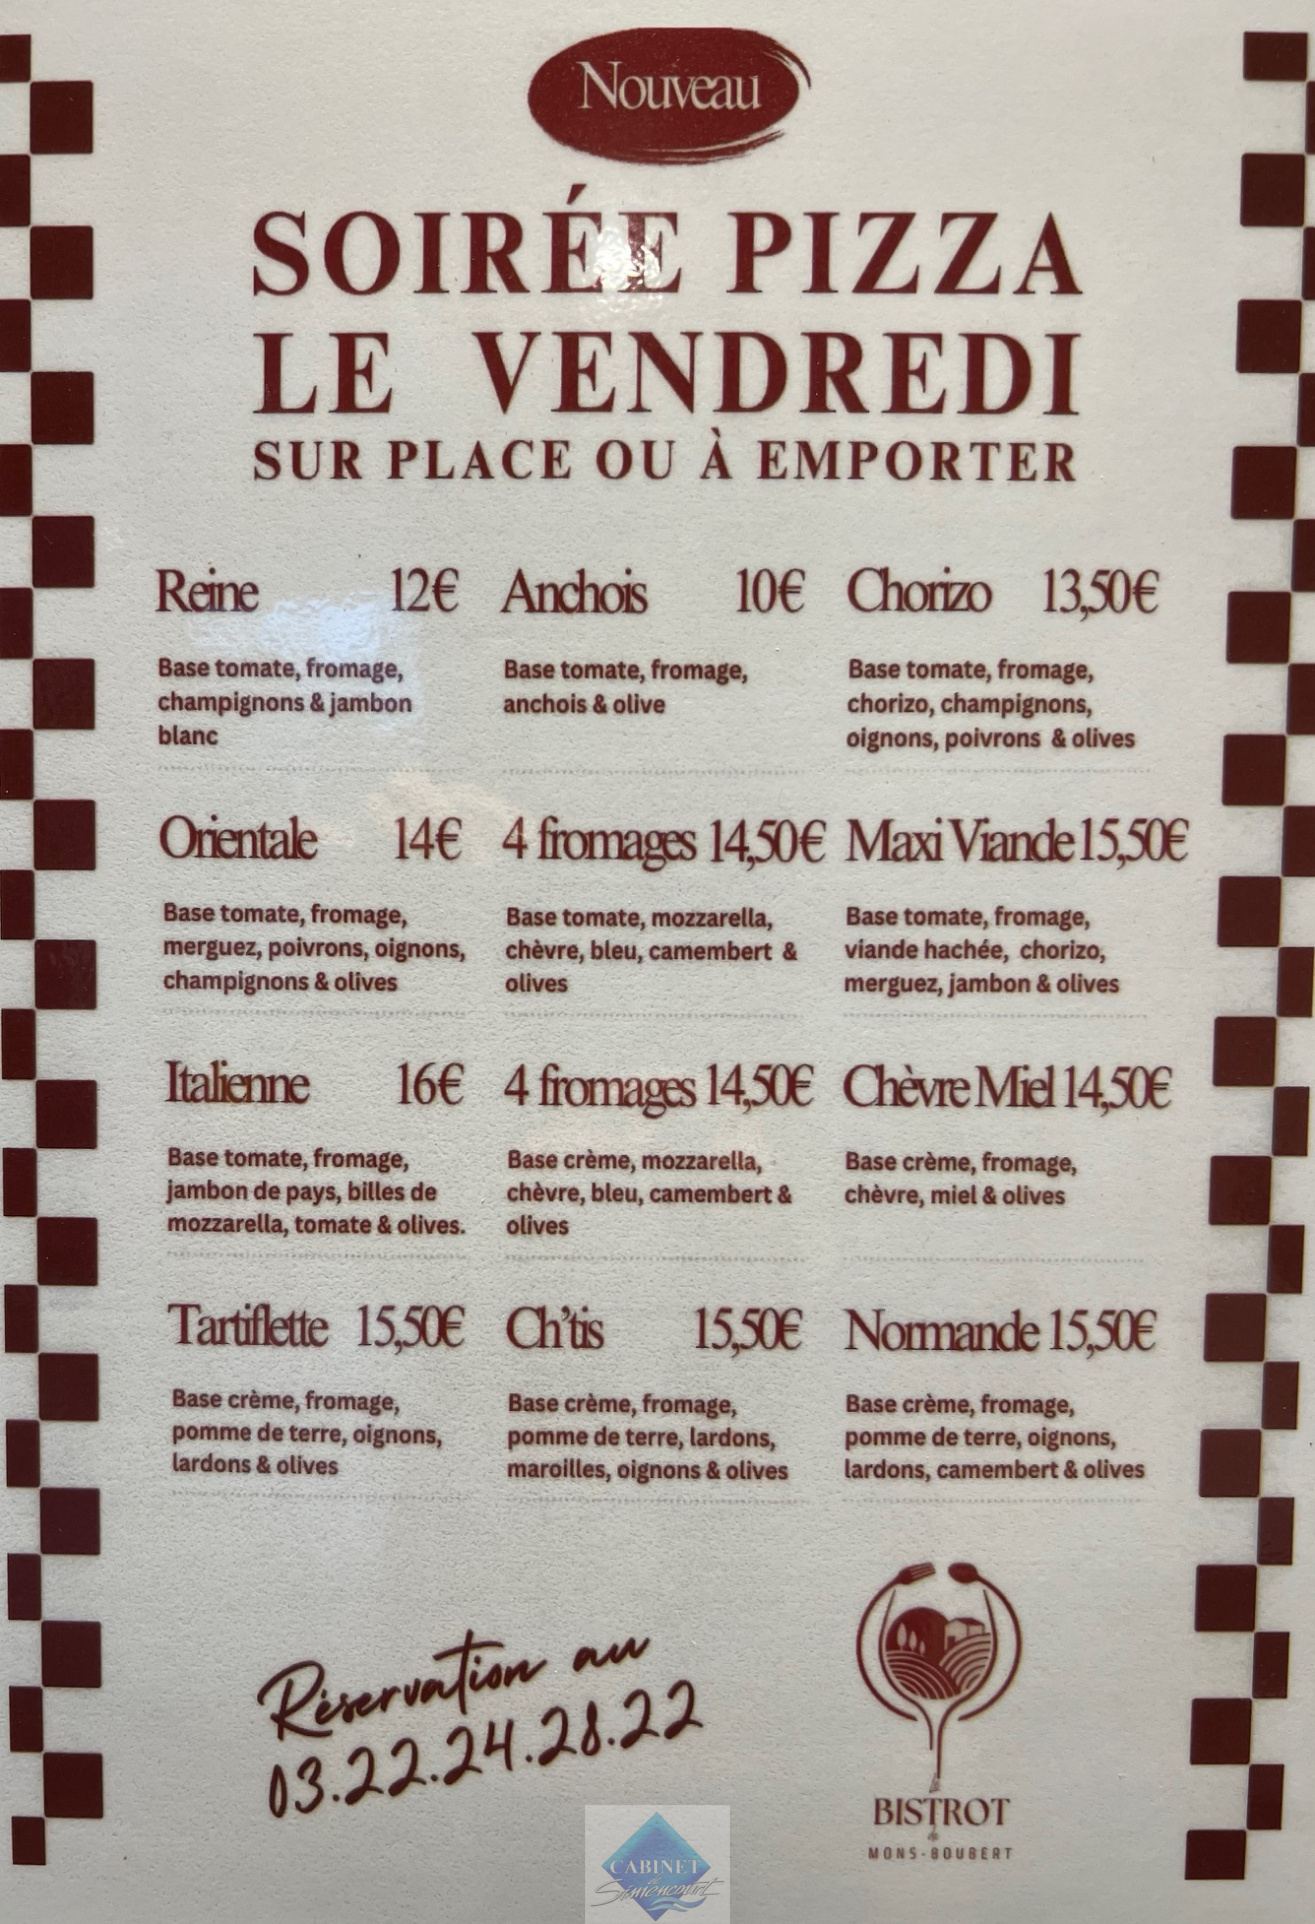 Nouveau
SOIRÉE PIZZA
LE VENDREDI
SUR PLACE OU À EMPORTER
Reine 12€
Base tomate, fromage,
champignons & jambon
blanc
Anchois 10€
Base tomate, fromage,
anchois & olive
Chorizo 13,50€
Base tomate, fromage,
chorizo, champignons,
oignons, poivrons & olives
Orientale 14€
Base tomate, fromage,
merguez, poivrons, oignons,
champignons & olives
4 fromages 14,50€
Base tomate, mozzarella,
chèvre, bleu, camembert &
olives
Maxi Viande 15,50€
Base tomate, fromage,
viande hachée, chorizo,
merguez, jambon & olives
Italienne 16€
Base tomate, fromage,
jambon de pays, billes de
mozzarella, tomate & olives.
4 fromages 14,50€
Base crème, mozzarella,
chèvre, bleu, camembert &
olives
Chèvre Miel 14,50€
Base crème, fromage,
chèvre, miel & olives
Tartiflette 15,50€
Base crème, fromage,
pomme de terre, oignons,
lardons & olives
Ch'tis 15,50€
Base crème, fromage,
pomme de terre, lardons,
maroilles, oignons & olives
Normande 15,50€
Base crème, fromage,
pomme de terre, oignons,
lardons, camembert & olives
Réservation au
03.22.24.28.22
BISTROT
de
MONS-BOUBERT
CABINET
de
Simencourt